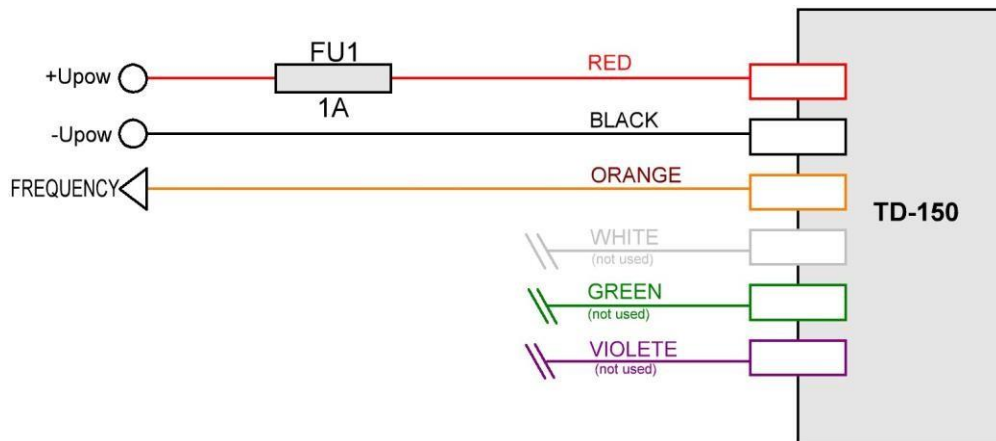 FU1
+Upow
RED
1A
-Upow
BLACK
FREQUENCY
ORANGE
TD-150
WHITE
(not used)
GREEN
(not used)
VIOLETE
(not used)